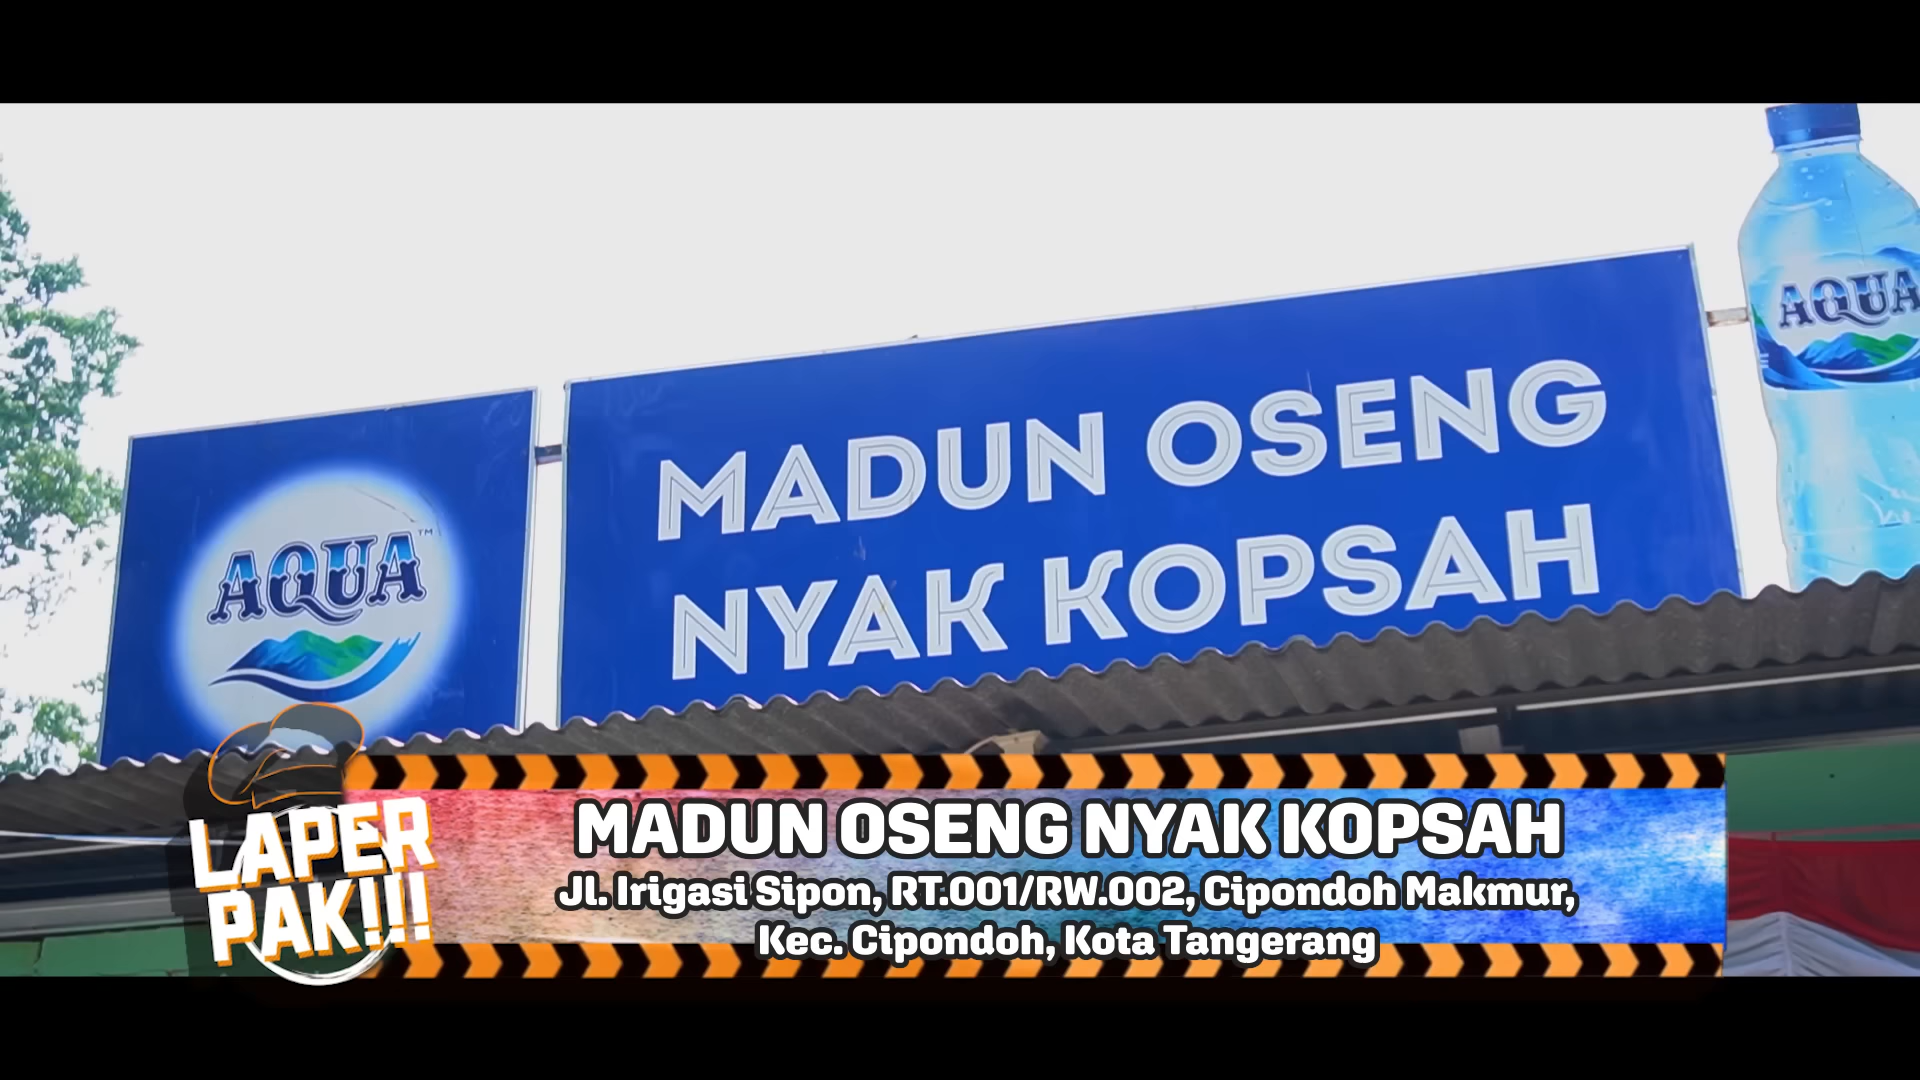 AQUA
MADUN OSENG
NYAK KOPSAH
AQUA™
LAPER
PAK!!!
MADUN OSENG NYAK KOPSAH
Jl. Irigasi Sipon, RT.001/RW.002, Cipondoh Makmur,
Kec. Cipondoh, Kota Tangerang